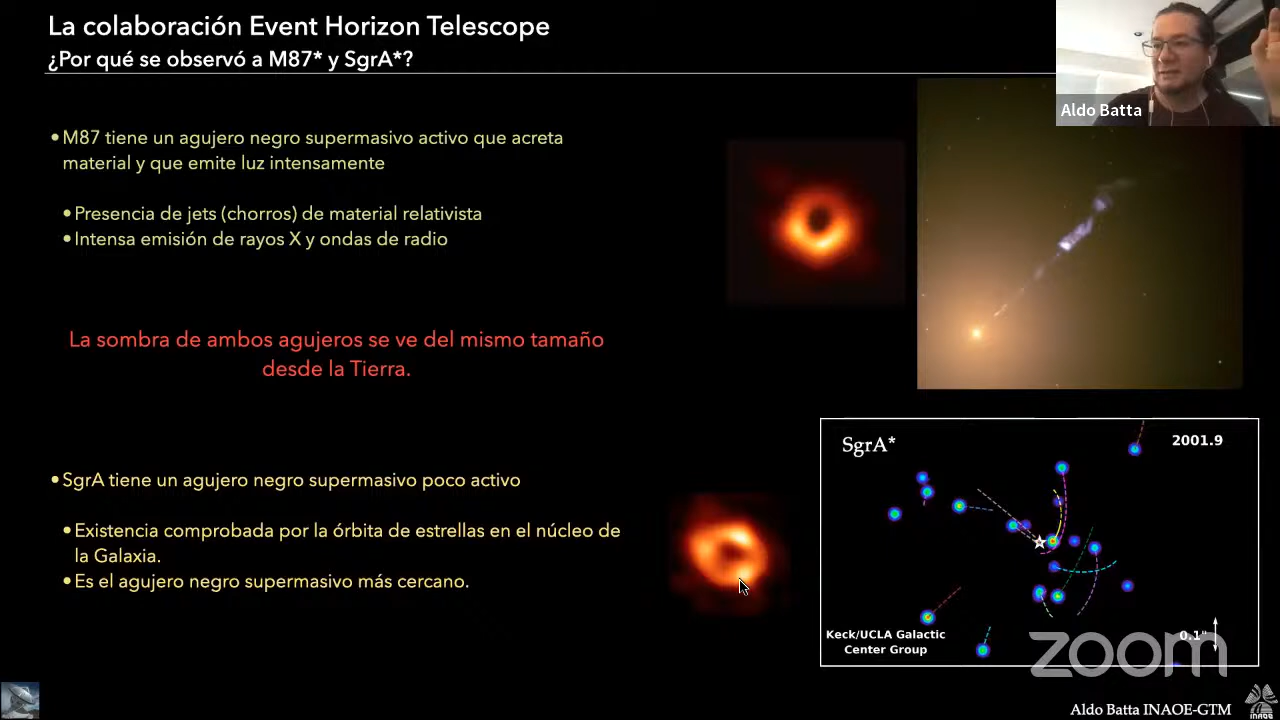 La colaboración Event Horizon Telescope
¿Por qué se observó a M87* y SgrA*?
Aldo Batta
•M87 tiene un agujero negro supermasivo activo que acreta
material y que emite luz intensamente
•Presencia de jets (chorros) de material relativista
•Intensa emisión de rayos X y ondas de radio
La sombra de ambos agujeros se ve del mismo tamaño
desde la Tierra.
•SgrA tiene un agujero negro supermasivo poco activo
•Existencia comprobada por la órbita de estrellas en el núcleo de
la Galaxia.
•Es el agujero negro supermasivo más cercano.
SgrA*
2001.9
Keck/UCLA Galactic
Center Group
0.1"
zoom
Aldo Batta INAOE-GTM
INAOE